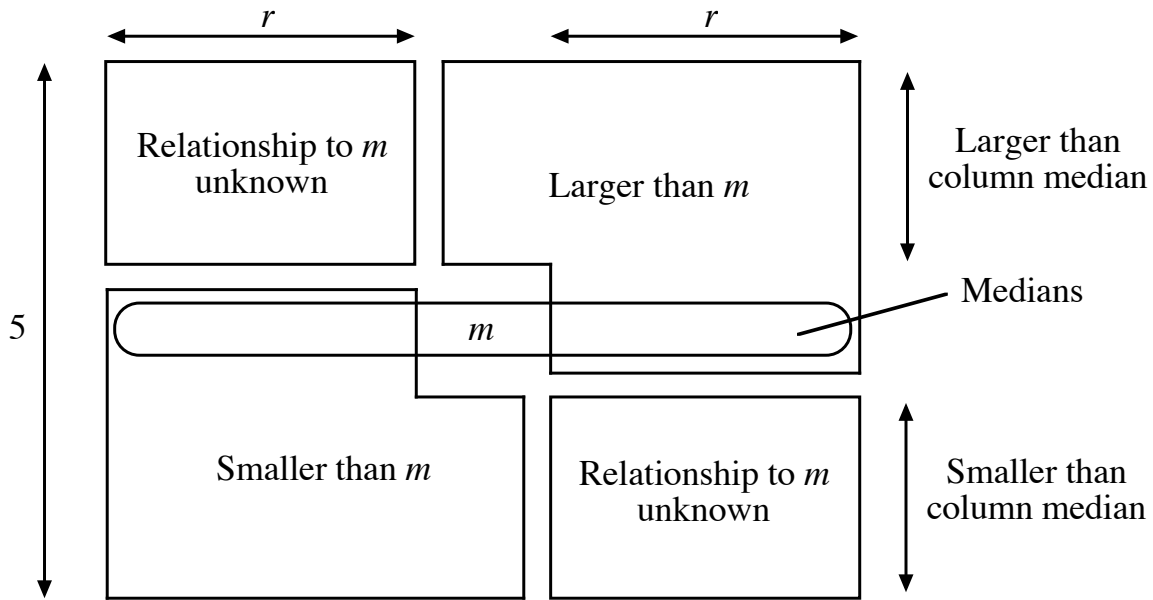 r
r
Relationship to m
unknown
Larger than m
Larger than
column median
5
m
Medians
Smaller than m
Relationship to m
unknown
Smaller than
column median